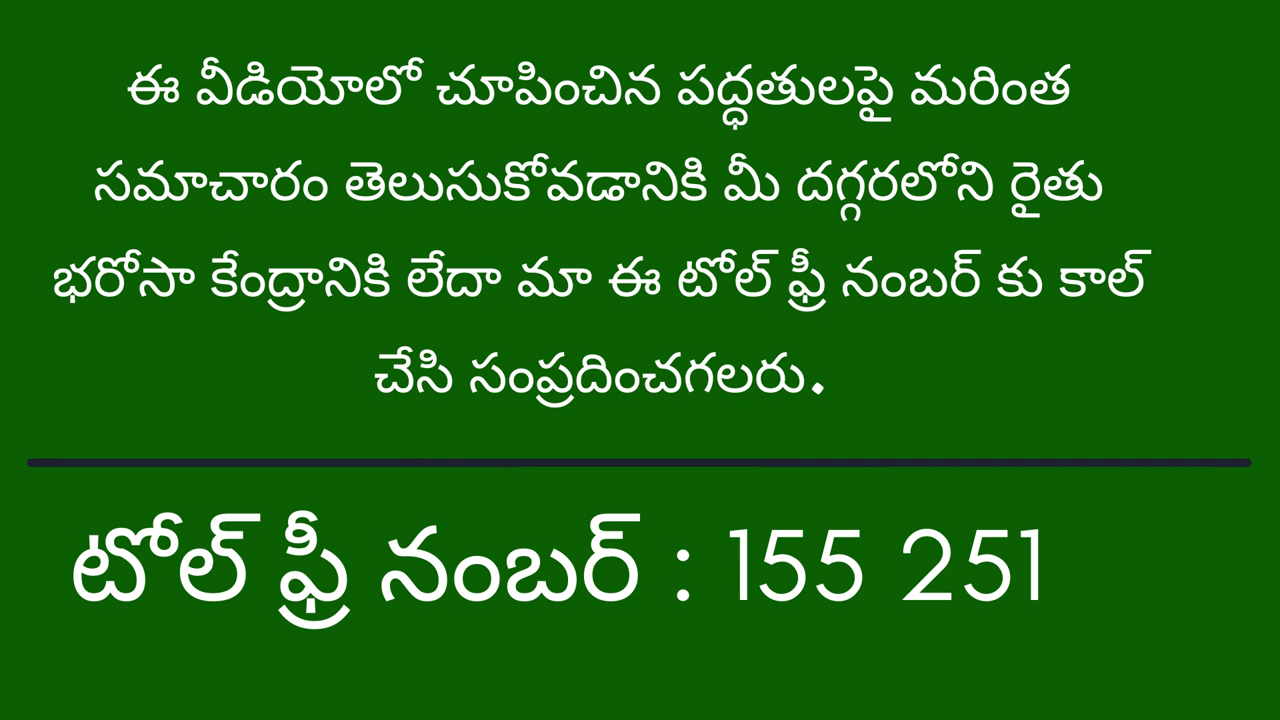 ఈ వీడియోలో చూపించిన పద్ధతులపై మరింత
సమాచారం తెలుసుకోవడానికి మీ దగ్గరలోని రైతు
భరోసా కేంద్రానికి లేదా మా ఈ టోల్ ఫ్రీ నంబర్ కు కాల్
చేసి సంప్రదించగలరు.
టోల్ ఫ్రీ నంబర్ : 155 251